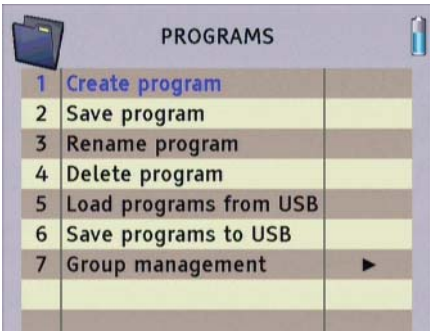 PROGRAMS
1 Create program
2 Save program
3 Rename program
4 Delete program
5 Load programs from USB
6 Save programs to USB
7 Group management ►